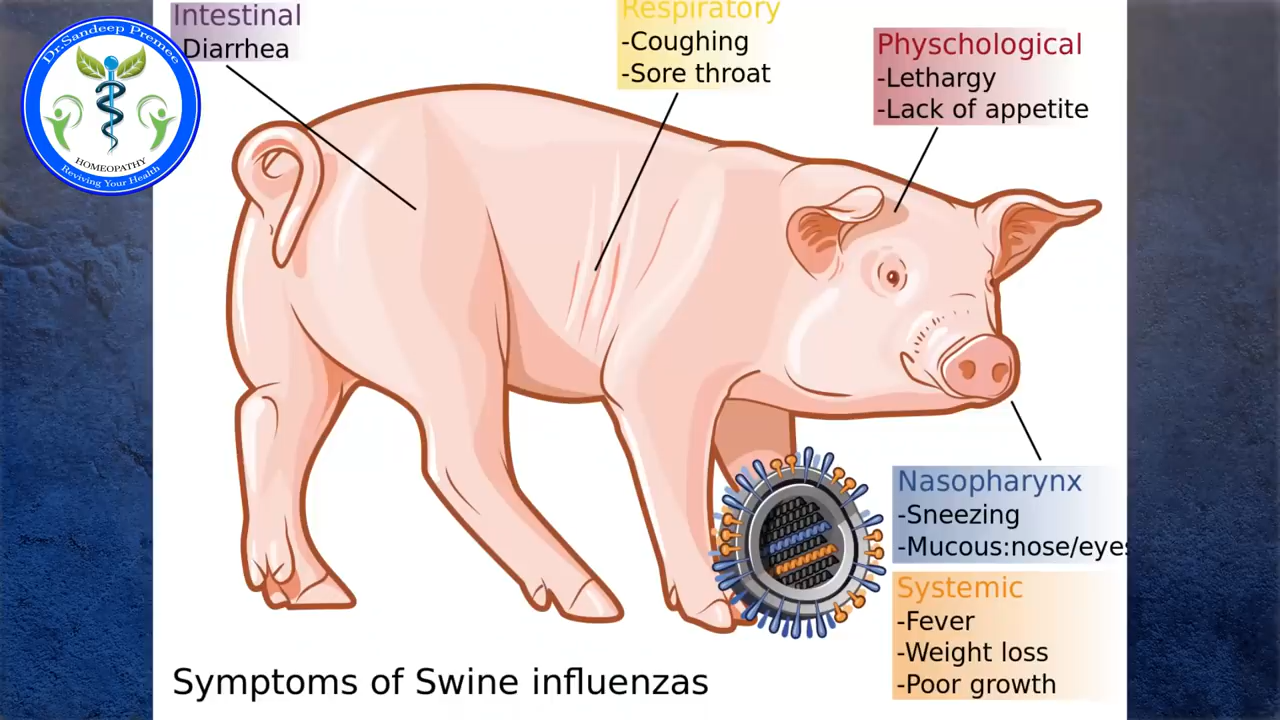 Dr.Sandeep Premee
HOMEOPATHY
Reviving Your Health
Intestinal
Diarrhea
Respiratory
-Coughing
-Sore throat
Physchological
-Lethargy
-Lack of appetite
Nasopharynx
-Sneezing
-Mucous:nose/eyes
Systemic
-Fever
-Weight loss
-Poor growth
Symptoms of Swine influenzas